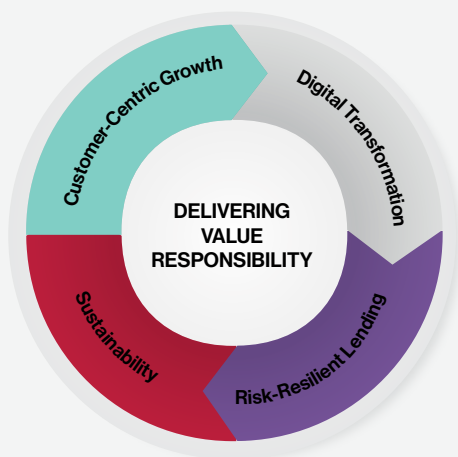 Customer-Centric Growth
Digital Transformation
DELIVERING
VALUE
RESPONSIBILITY
Sustainability
Risk-Resilient Lending